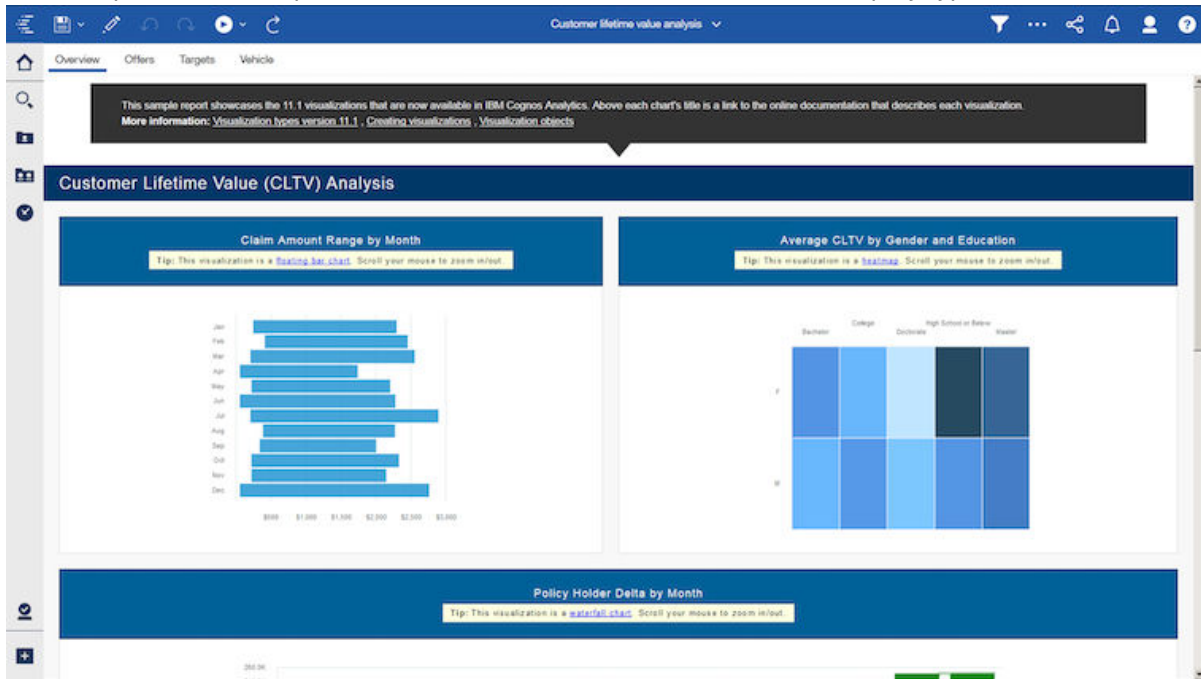 Customer lifetime value analysis
Overview Offers Targets Vehicle
This sample report showcases the 11.1 visualizations that are now available in IBM Cognos Analytics. Above each chart's title is a link to the online documentation that describes each visualization.
More information: Visualization types version 11.1 , Creating visualizations , Visualization objects
Customer Lifetime Value (CLTV) Analysis
Claim Amount Range by Month
Tip: This visualization is a floating bar chart. Scroll your mouse to zoom in/out.
Jan
Feb
Mar
Apr
May
Jun
Jul
Aug
Sep
Oct
Nov
Dec
$500 $1,000 $1,500 $2,000 $2,500 $3,000
Average CLTV by Gender and Education
Tip: This visualization is a heatmap. Scroll your mouse to zoom in/out.
Bachelor College Doctorate High School or Below Master
F
M
Policy Holder Delta by Month
Tip: This visualization is a waterfall chart. Scroll your mouse to zoom in/out.